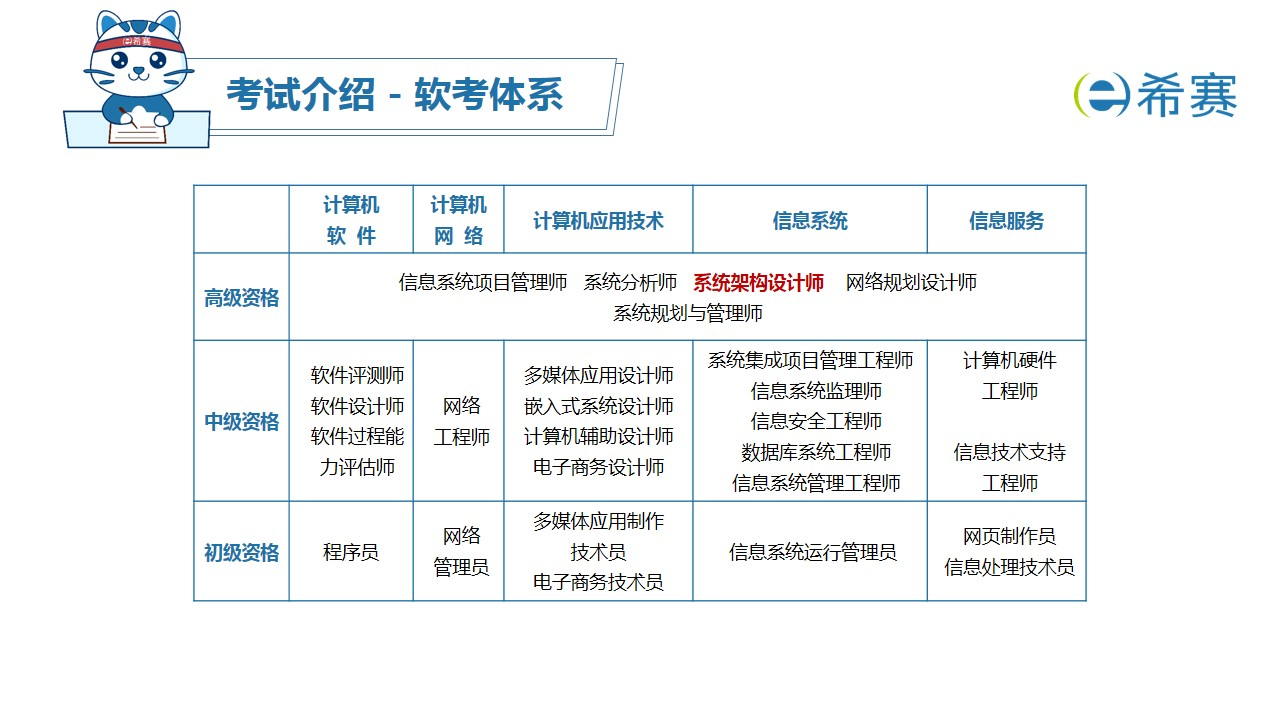 希赛
考试介绍 - 软考体系
希赛
计算机
软 件
计算机
网 络
计算机应用技术
信息系统
信息服务
高级资格
信息系统项目管理师 系统分析师 系统架构设计师 网络规划设计师
系统规划与管理师
中级资格
软件评测师
软件设计师
软件过程能
力评估师
网络
工程师
多媒体应用设计师
嵌入式系统设计师
计算机辅助设计师
电子商务设计师
系统集成项目管理工程师
信息系统监理师
信息安全工程师
数据库系统工程师
信息系统管理工程师
计算机硬件
工程师
信息技术支持
工程师
初级资格
程序员
网络
管理员
多媒体应用制作
技术员
电子商务技术员
信息系统运行管理员
网页制作员
信息处理技术员